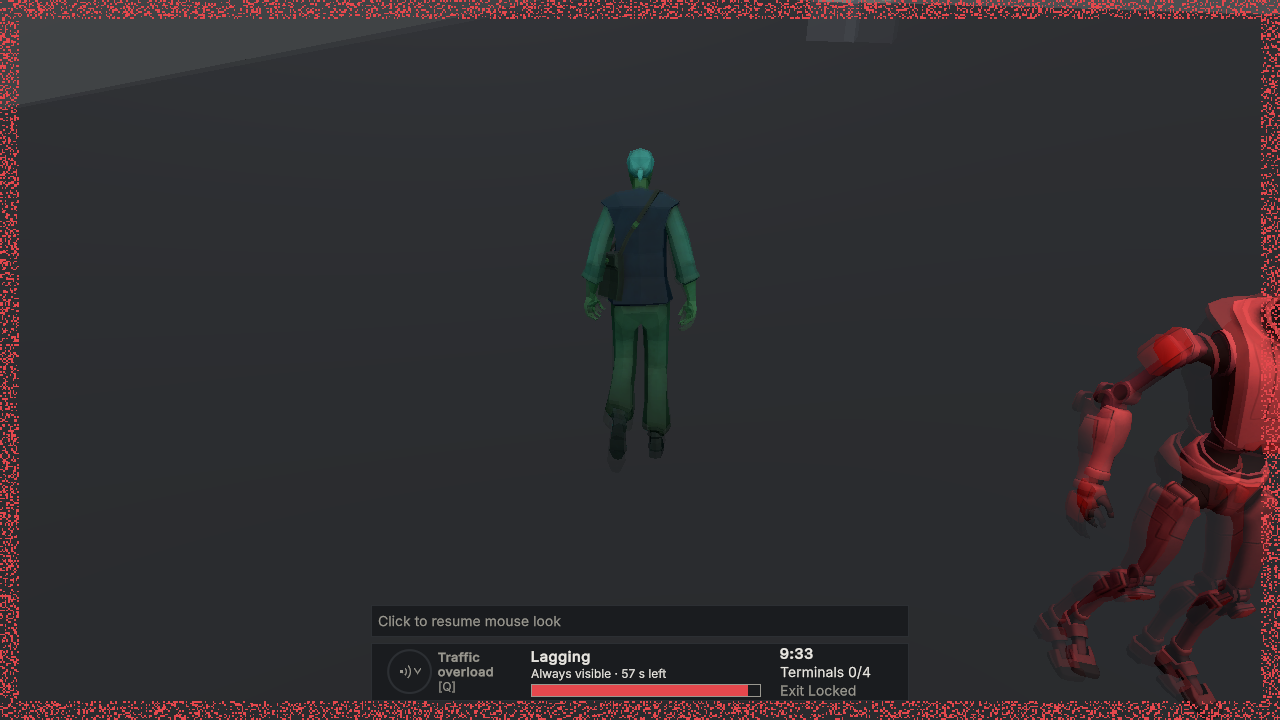 Click to resume mouse look
Traffic
overload
[Q]
Lagging
Always visible · 57 s left
9:33
Terminals 0/4
Exit Locked